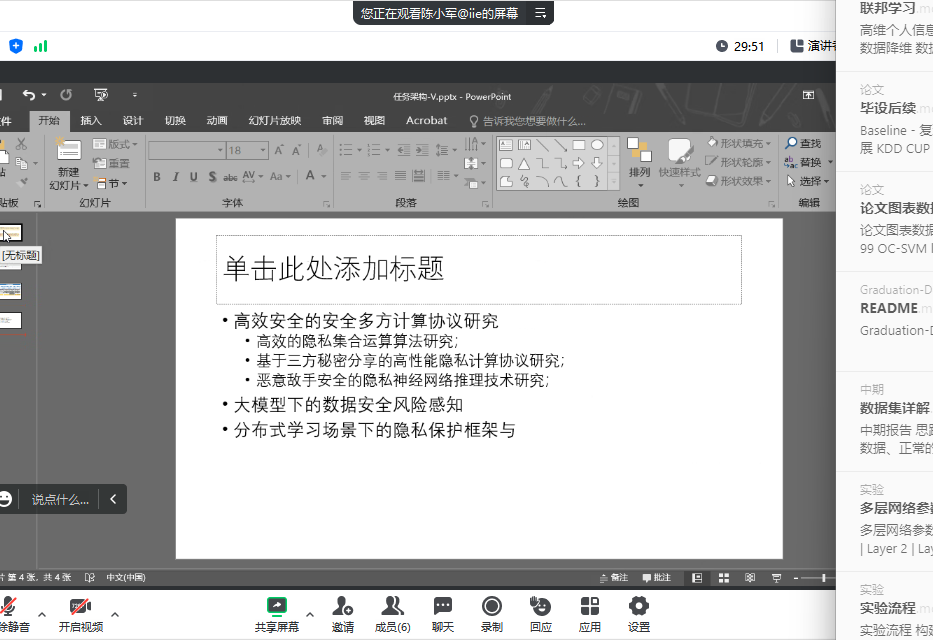 您正在观看陈小军@iie的屏幕
29:51
演讲者
任务架构-V.pptx - PowerPoint
件 开始 插入 设计 切换 动画 幻灯片放映 审阅 视图 Acrobat 告诉我您想要做什么...
版式
重置
节
新建
幻灯片
18
B I U S abc AV Aa A
排列 快速样式
形状填充
形状轮廓
形状效果
查找
替换
选择
贴板 幻灯片 字体 段落 绘图 编辑
[无标题]
单击此处添加标题
• 高效安全的安全多方计算协议研究
• 高效的隐私集合运算算法研究；
• 基于三方秘密分享的高性能隐私计算协议研究；
• 恶意敌手安全的隐私神经网络推理技术研究；
• 大模型下的数据安全风险感知
• 分布式学习场景下的隐私保护框架与
说点什么...
片 第 4 张，共 4 张 中文(中国) 备注 批注
除静音 开启视频 共享屏幕 邀请 成员(6) 聊天 录制 回应 应用 设置
联邦学习.m
高维个人信息
数据降维 数据
论文
毕设后续.m
Baseline - 复
展 KDD CUP
论文
论文图表数据
论文图表数据
99 OC-SVM
Graduation-D
README.m
Graduation-D
中期
数据集详解
中期报告 思路
数据、正常的
实验
多层网络参数
多层网络参数
| Layer 2 | Lay
实验
实验流程.m
实验流程 构建